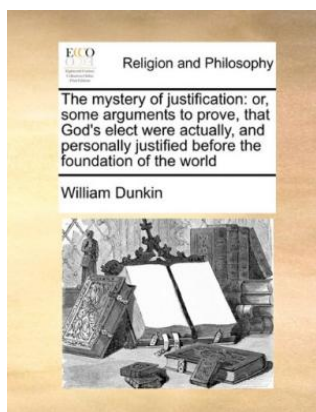 ECCO
Religion and Philosophy
The mystery of justification: or,
some arguments to prove, that
God's elect were actually, and
personally justified before the
foundation of the world
William Dunkin